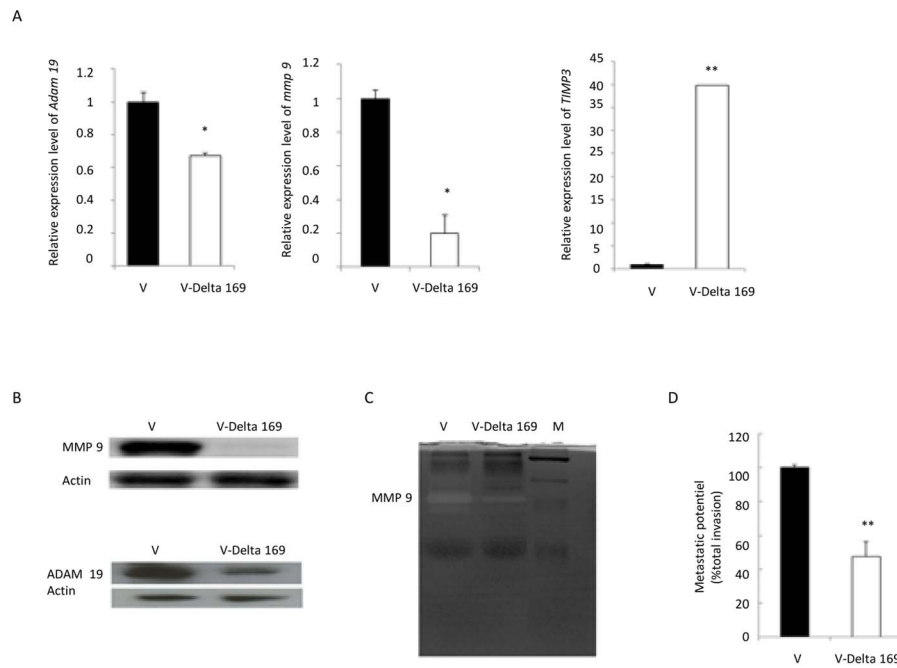 A
Relative expression level of Adam 19
1.2
1
0.8
0.6
0.4
0.2
0
*
V
V-Delta 169
Relative expression level of mmp 9
1.2
1
0.8
0.6
0.4
0.2
0
*
V
V-Delta 169
Relative expression level of TIMP3
45
40
35
30
25
20
15
10
5
0
**
V
V-Delta 169
B
V
V-Delta 169
MMP 9
Actin
V
V-Delta 169
ADAM 19
Actin
C
V
V-Delta 169
M
MMP 9
D
Metastatic potentiel
(%total invasion)
120
100
80
60
40
20
0
**
V
V-Delta 169